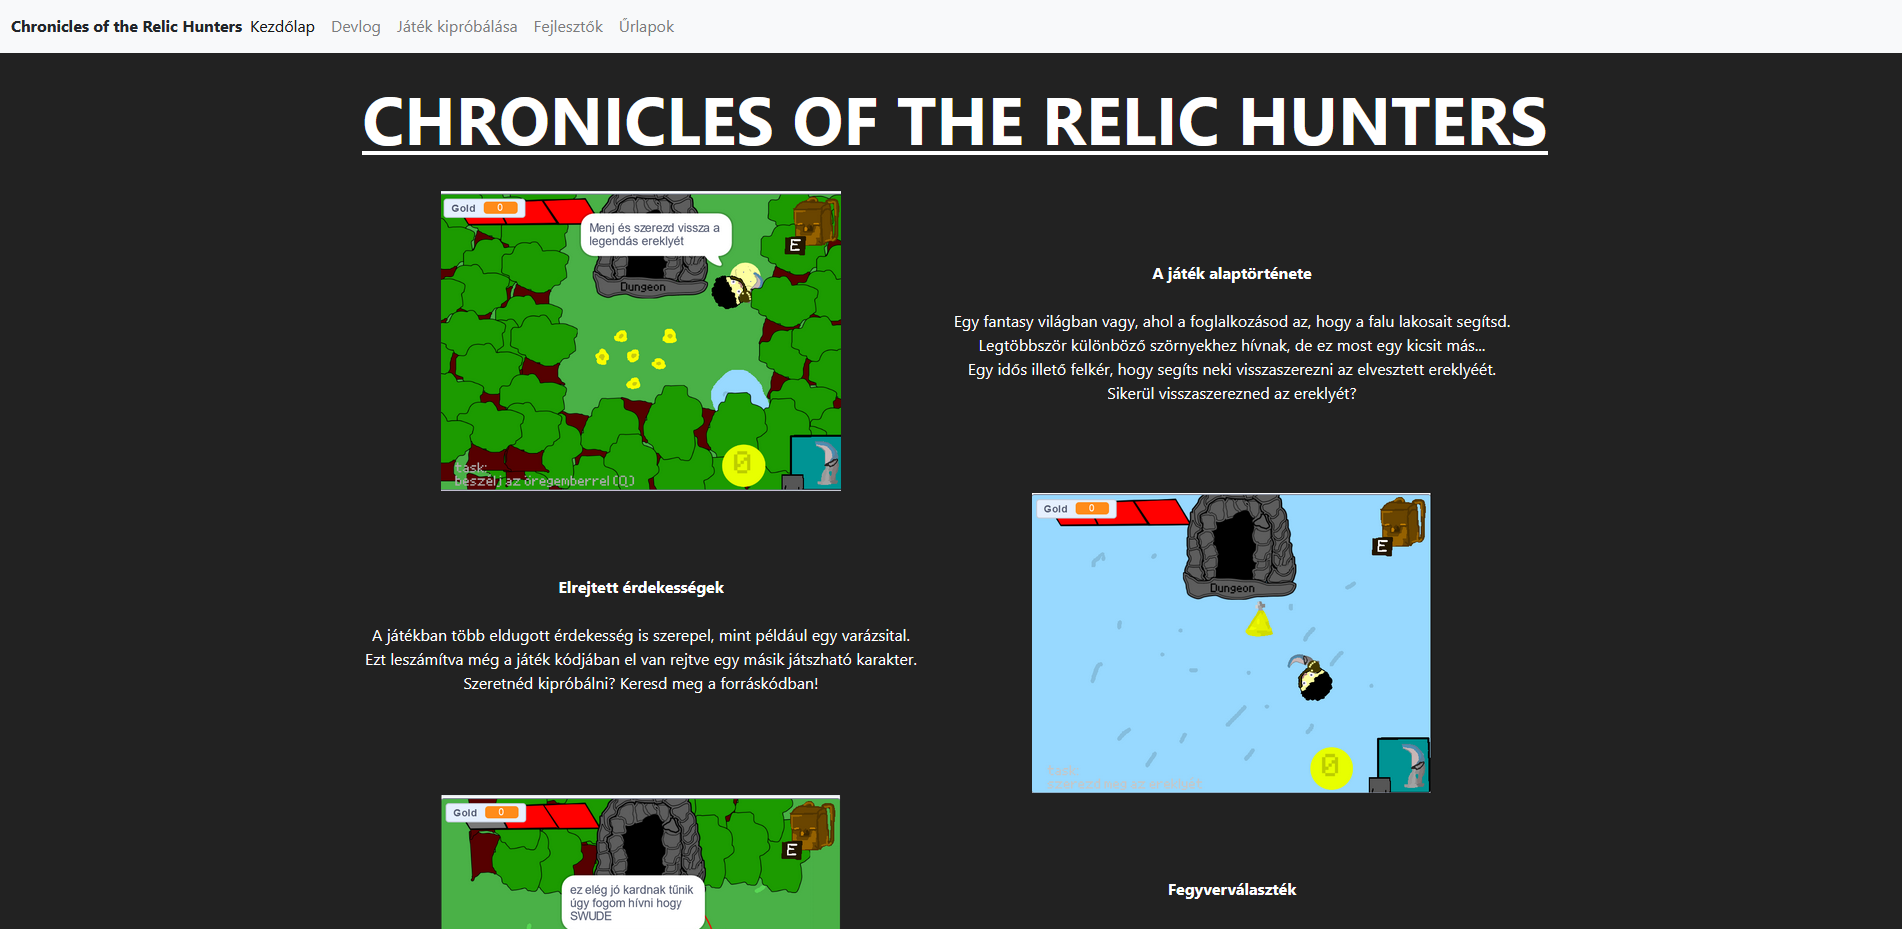 Chronicles of the Relic Hunters Kezdőlap Devlog Játék kipróbálása Fejlesztők Űrlapok
CHRONICLES OF THE RELIC HUNTERS
Gold 0
Menj és szerezd vissza a
legendás ereklyét
E
Dungeon
0
task:
beszélj az öregemberrel(Q)
A játék alaptörténete
Egy fantasy világban vagy, ahol a foglalkozásod az, hogy a falu lakosait segítsd.
Legtöbbször különböző szörnyekhez hívnak, de ez most egy kicsit más...
Egy idős illető felkér, hogy segíts neki visszaszerezni az elvesztett ereklyéét.
Sikerül visszaszerezned az ereklyét?
Elrejtett érdekességek
A játékban több eldugott érdekesség is szerepel, mint például egy varázsital.
Ezt leszámítva még a játék kódjában el van rejtve egy másik játszható karakter.
Szeretnéd kipróbálni? Keresd meg a forráskódban!
Gold 0
E
Dungeon
0
task:
Gold 0
E
ez elég jó kardnak tűnik
úgy fogom hívni hogy
SWUDE
Fegyverválaszték